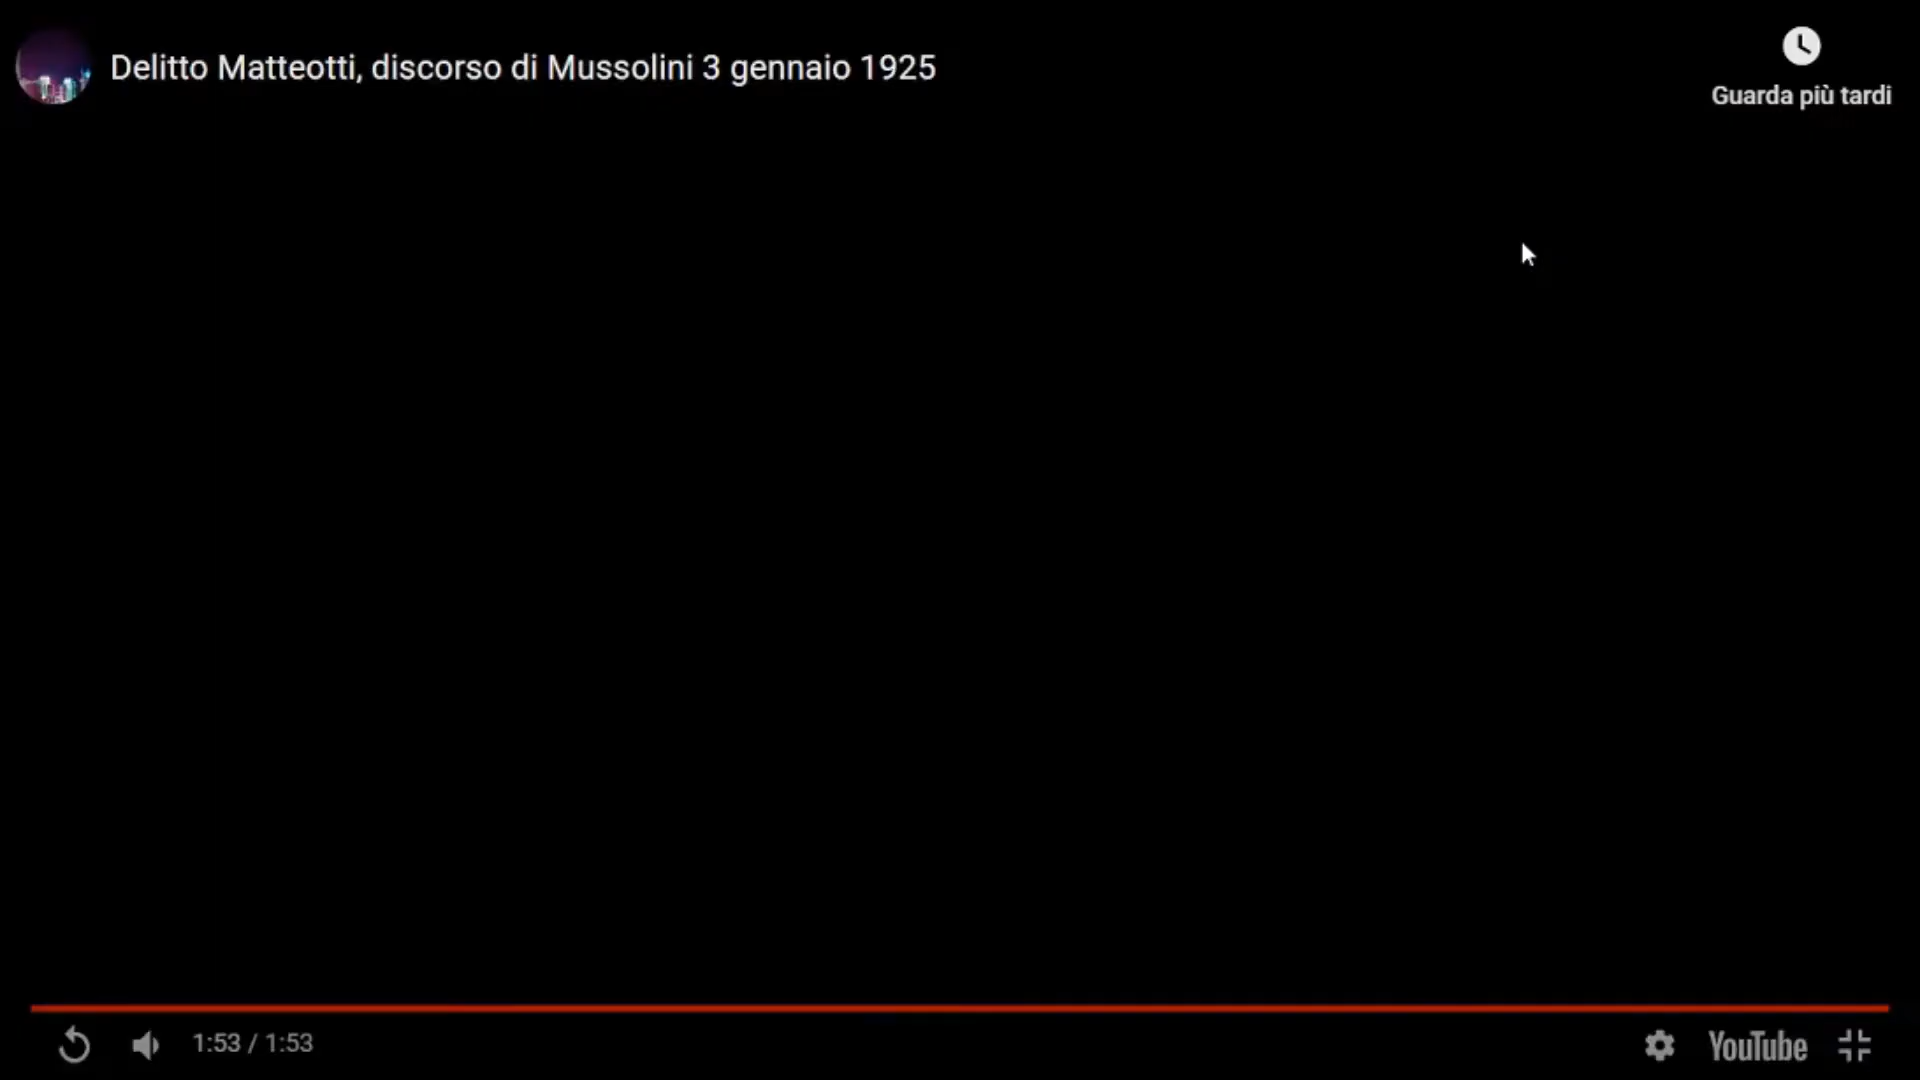 Delitto Matteotti, discorso di Mussolini 3 gennaio 1925
Guarda più tardi
1:53 / 1:53
YouTube